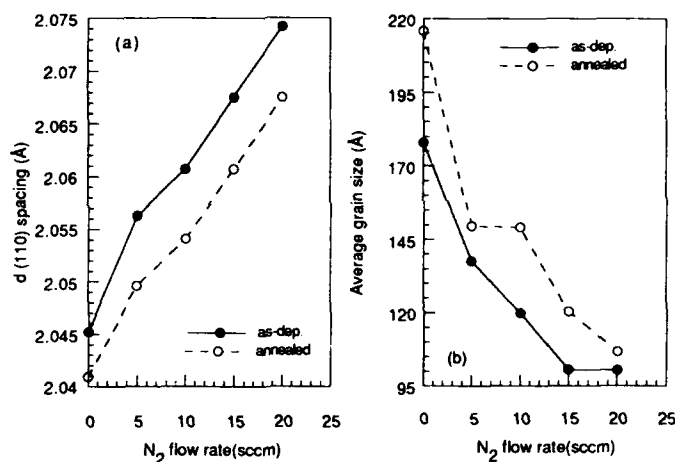 2.075
2.07
2.065
2.06
2.055
2.05
2.045
2.04
d (110) spacing (Å)
(a)
as-dep.
annealed
0 5 10 15 20 25
N2 flow rate(sccm)
220
195
170
145
120
95
Average grain size (Å)
as-dep.
annealed
(b)
0 5 10 15 20 25
N2 flow rate(sccm)